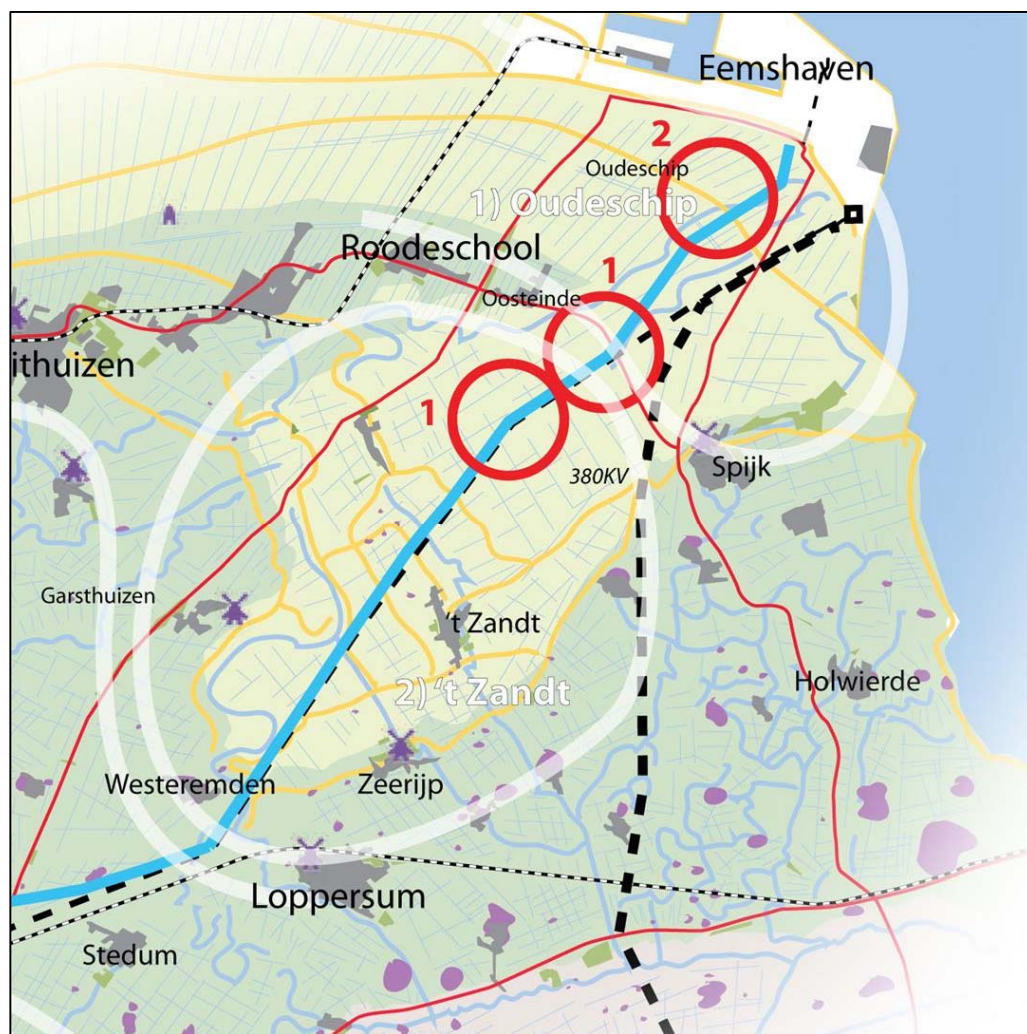 Eemshaven
2
Oudeschip
1) Oudeschip
Roodeschool
1
Oosteinde
ithuizen
1
380KV
Spijk
Garsthuizen
't Zandt
2) 't Zandt
Holwierde
Westeremden
Zeerijp
Loppersum
Stedum